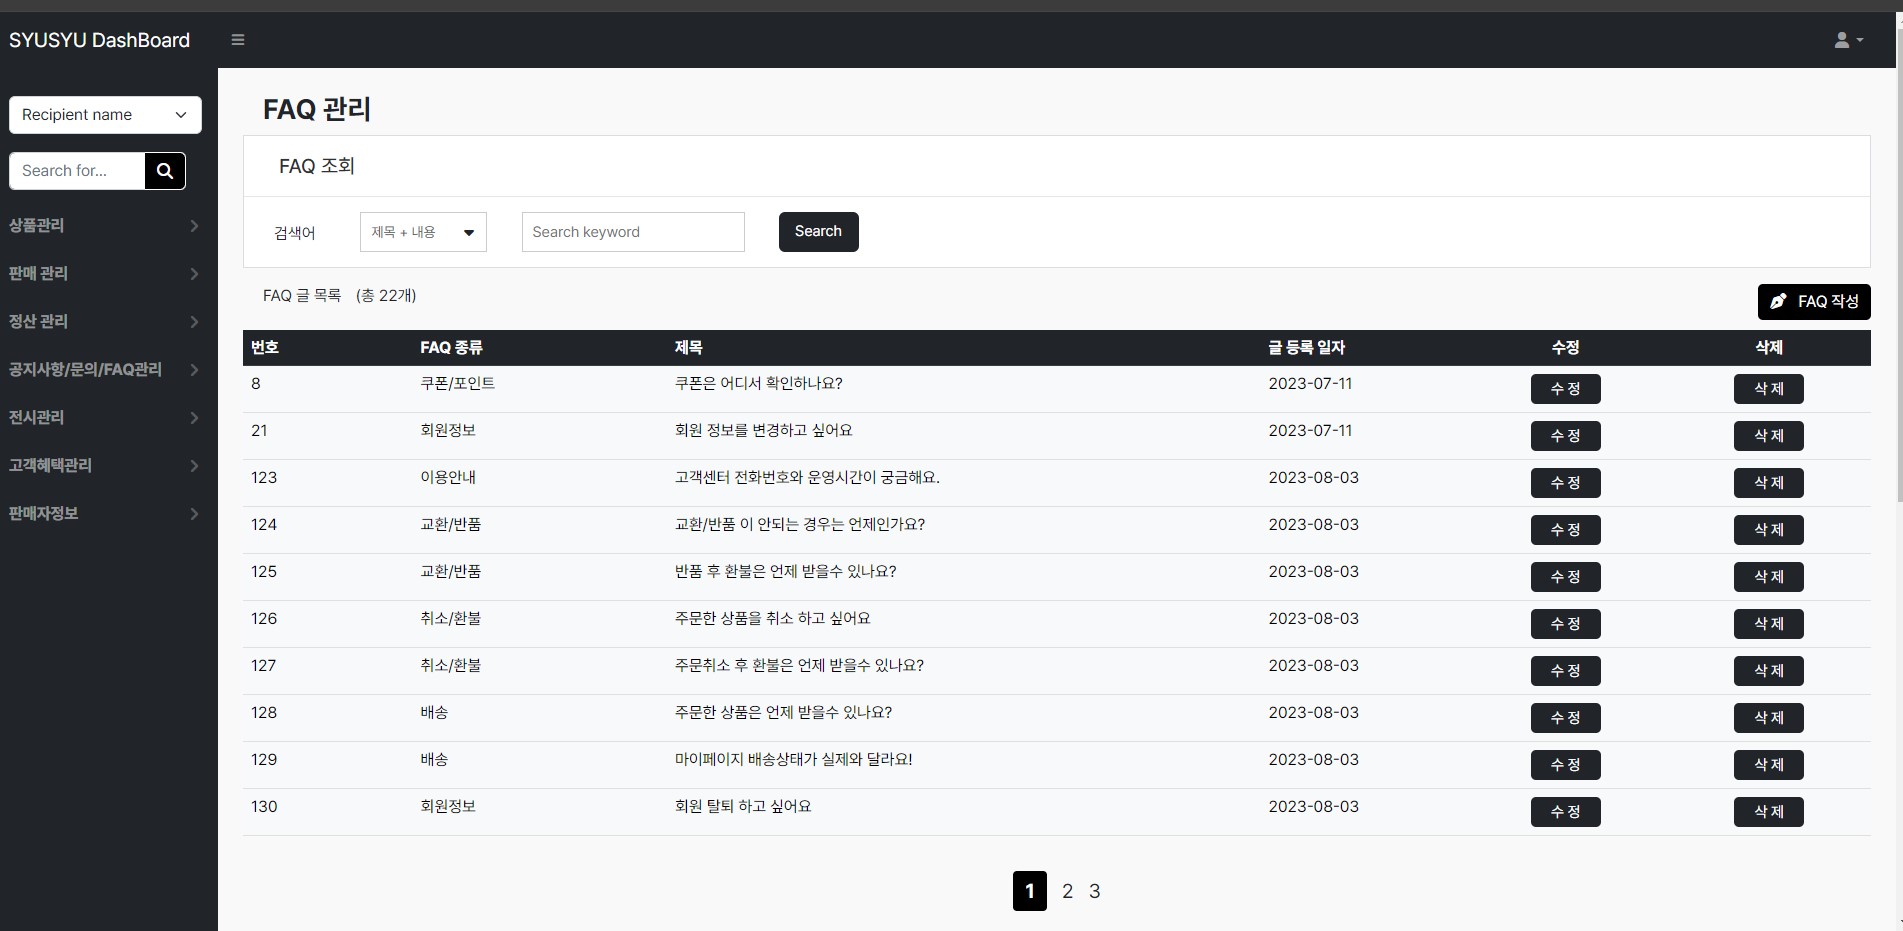 SYUSYU DashBoard
Recipient name
Search for...
상품관리
판매 관리
정산 관리
공지사항/문의/FAQ관리
전시관리
고객혜택관리
판매자정보
FAQ 관리
FAQ 조회
검색어 제목 + 내용 Search keyword Search
FAQ 글 목록 (총 22개)
FAQ 작성
번호 FAQ 종류 제목 글 등록 일자 수정 삭제
8 쿠폰/포인트 쿠폰은 어디서 확인하나요? 2023-07-11 수 정 삭 제
21 회원정보 회원 정보를 변경하고 싶어요 2023-07-11 수 정 삭 제
123 이용안내 고객센터 전화번호와 운영시간이 궁금해요. 2023-08-03 수 정 삭 제
124 교환/반품 교환/반품 이 안되는 경우는 언제인가요? 2023-08-03 수 정 삭 제
125 교환/반품 반품 후 환불은 언제 받을수 있나요? 2023-08-03 수 정 삭 제
126 취소/환불 주문한 상품을 취소 하고 싶어요 2023-08-03 수 정 삭 제
127 취소/환불 주문취소 후 환불은 언제 받을수 있나요? 2023-08-03 수 정 삭 제
128 배송 주문한 상품은 언제 받을수 있나요? 2023-08-03 수 정 삭 제
129 배송 마이페이지 배송상태가 실제와 달라요! 2023-08-03 수 정 삭 제
130 회원정보 회원 탈퇴 하고 싶어요 2023-08-03 수 정 삭 제
1 2 3